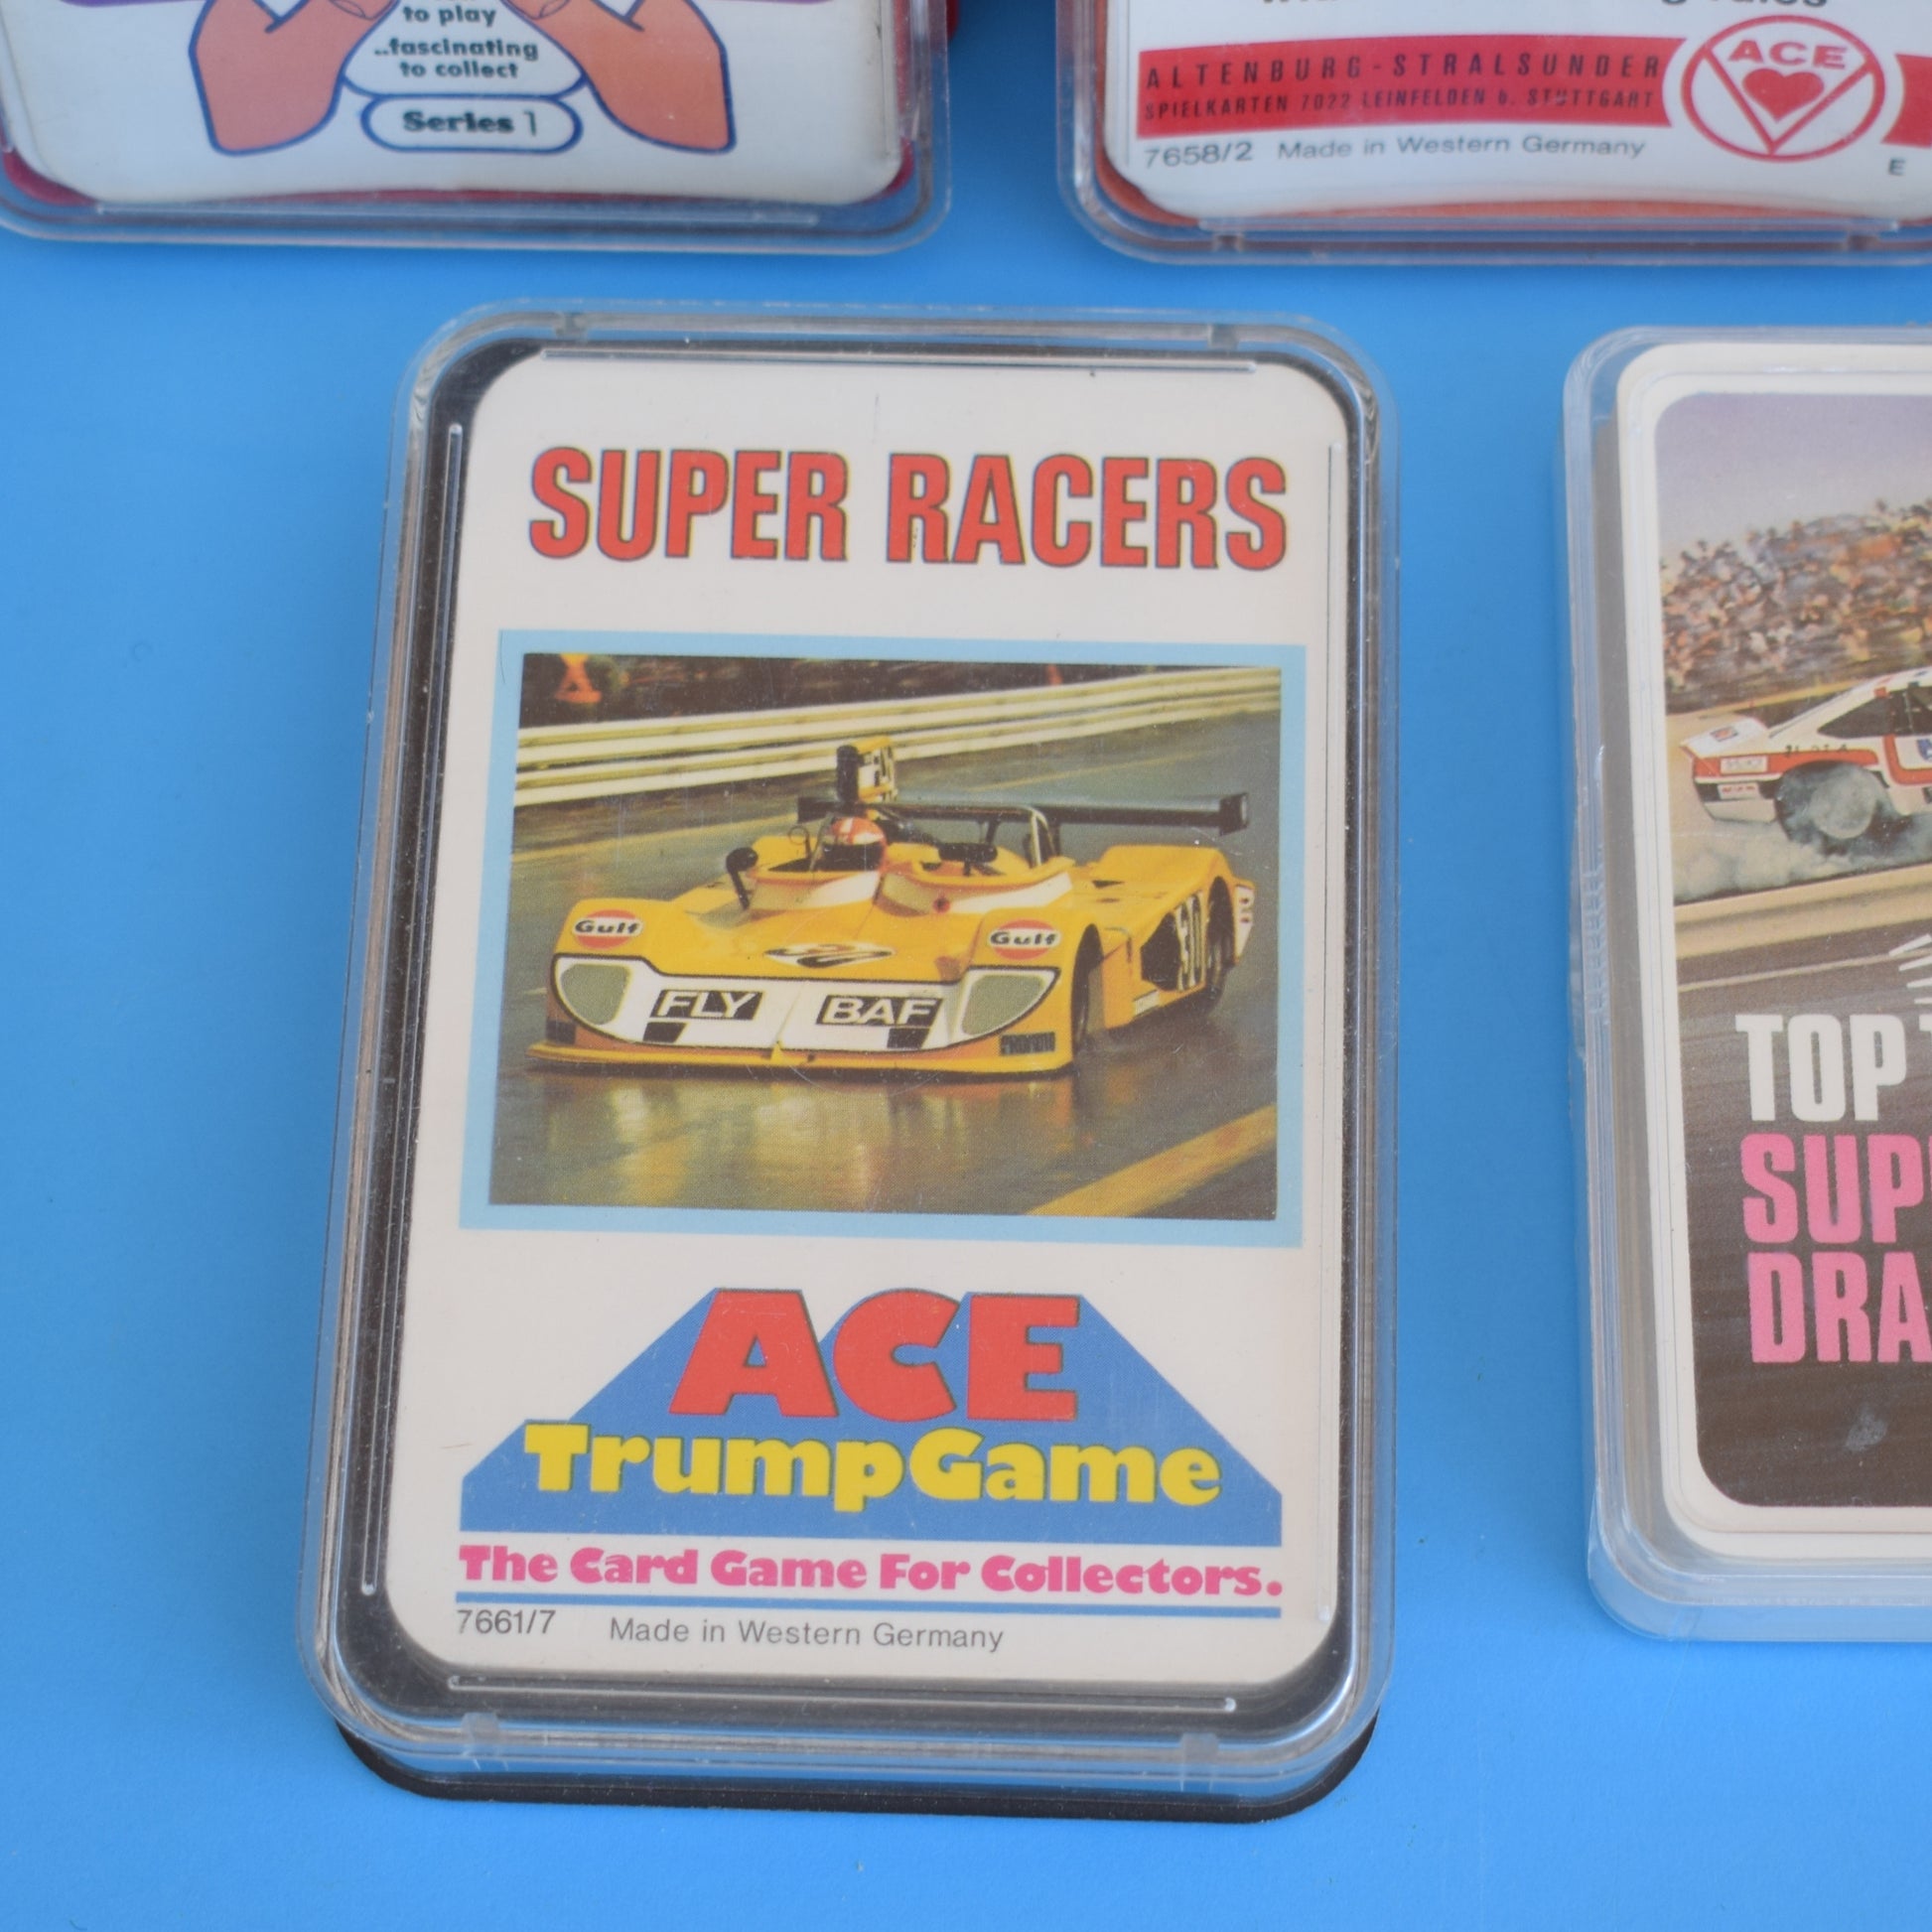 to play
..fascinating
to collect
Series 1
ACE
ALTENBURG-STRALSUNDER
SPIELKARTEN 7022 LEINFELDEN b. STUTTGART
7658/2 Made in Western Germany
E
SUPER RACERS
Gulf Gulf
FLY BAF
30
ACE
TrumpGame
The Card Game For Collectors.
7661/7 Made in Western Germany
TOP
SUP
DRA